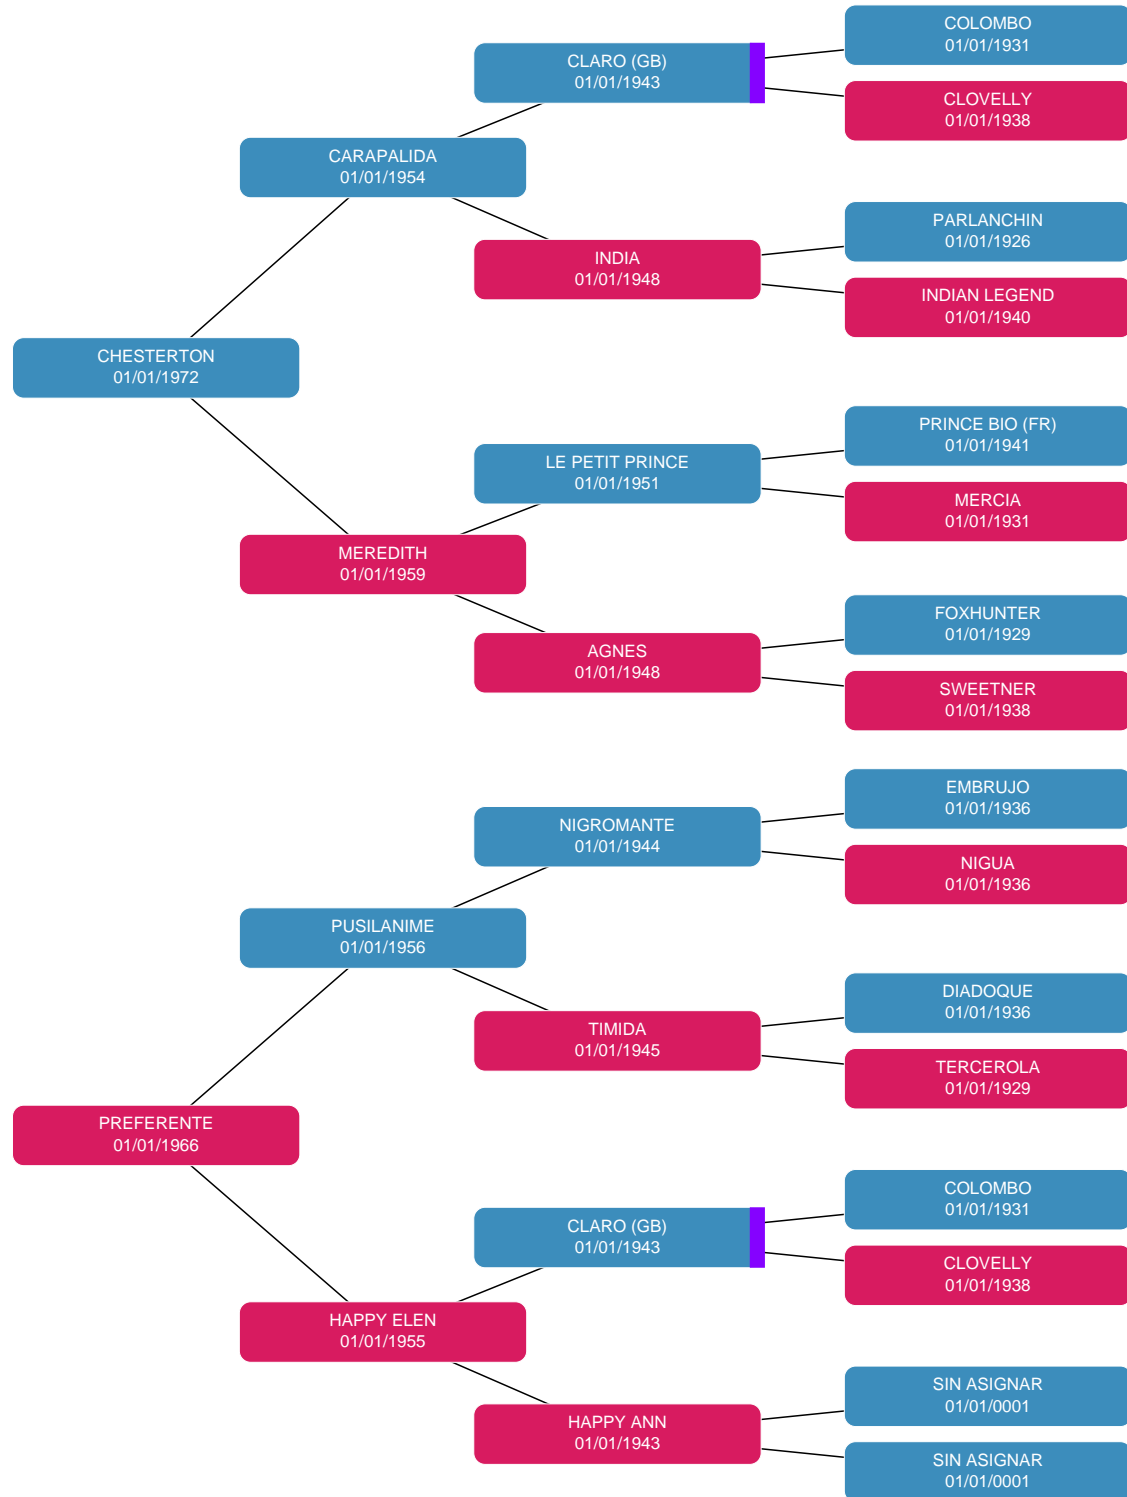 COLOMBO
01/01/1931
CLARO (GB)
01/01/1943
CLOVELLY
01/01/1938
CARAPALIDA
01/01/1954
PARLANCHIN
01/01/1926
INDIA
01/01/1948
INDIAN LEGEND
01/01/1940
CHESTERTON
01/01/1972
PRINCE BIO (FR)
01/01/1941
LE PETIT PRINCE
01/01/1951
MERCIA
01/01/1931
MEREDITH
01/01/1959
FOXHUNTER
01/01/1929
AGNES
01/01/1948
SWEETNER
01/01/1938
EMBRUJO
01/01/1936
NIGROMANTE
01/01/1944
NIGUA
01/01/1936
PUSILANIME
01/01/1956
DIADOQUE
01/01/1936
TIMIDA
01/01/1945
TERCEROLA
01/01/1929
PREFERENTE
01/01/1966
COLOMBO
01/01/1931
CLARO (GB)
01/01/1943
CLOVELLY
01/01/1938
HAPPY ELEN
01/01/1955
SIN ASIGNAR
01/01/0001
HAPPY ANN
01/01/1943
SIN ASIGNAR
01/01/0001